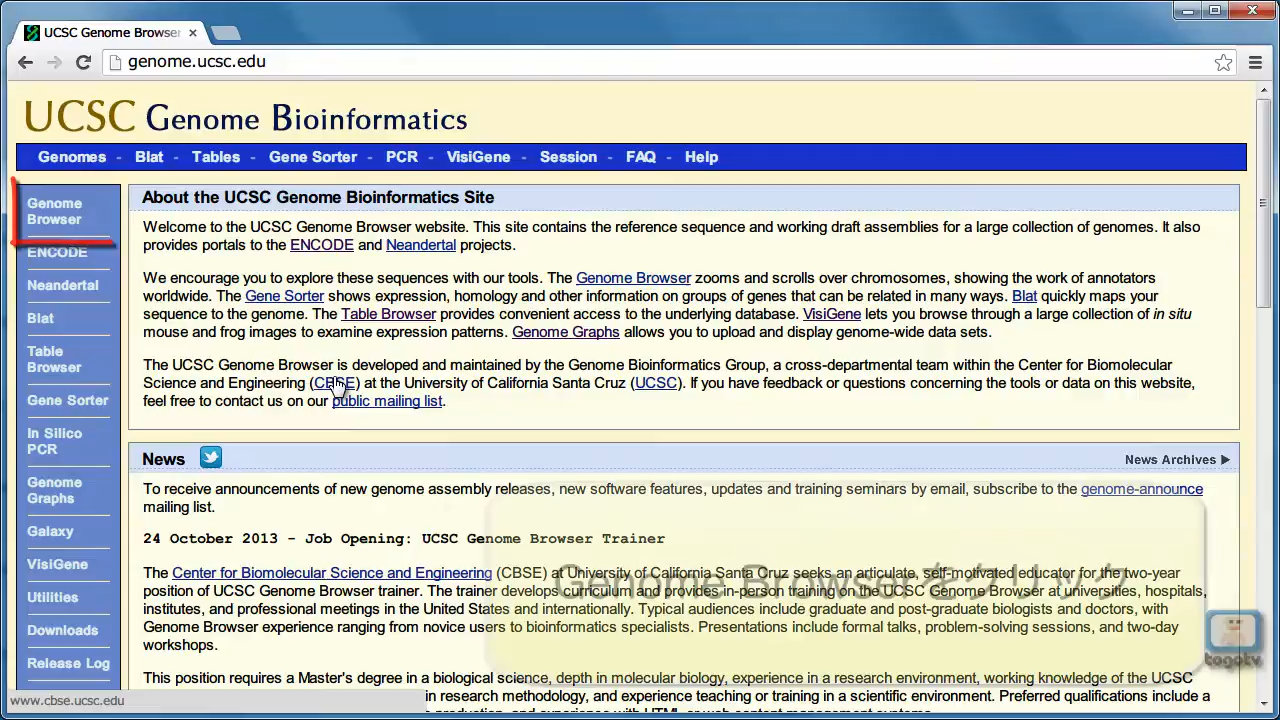 UCSC Genome Browser
genome.ucsc.edu
UCSC Genome Bioinformatics
Genomes - Blat - Tables - Gene Sorter - PCR - VisiGene - Session - FAQ - Help
Genome
Browser
ENCODE
Neandertal
Blat
Table
Browser
Gene Sorter
In Silico
PCR
Genome
Graphs
Galaxy
VisiGene
Utilities
Downloads
Release Log
About the UCSC Genome Bioinformatics Site
Welcome to the UCSC Genome Browser website. This site contains the reference sequence and working draft assemblies for a large collection of genomes. It also
provides portals to the ENCODE and Neandertal projects.
We encourage you to explore these sequences with our tools. The Genome Browser zooms and scrolls over chromosomes, showing the work of annotators
worldwide. The Gene Sorter shows expression, homology and other information on groups of genes that can be related in many ways. Blat quickly maps your
sequence to the genome. The Table Browser provides convenient access to the underlying database. VisiGene lets you browse through a large collection of in situ
mouse and frog images to examine expression patterns. Genome Graphs allows you to upload and display genome-wide data sets.
The UCSC Genome Browser is developed and maintained by the Genome Bioinformatics Group, a cross-departmental team within the Center for Biomolecular
Science and Engineering (CBSE) at the University of California Santa Cruz (UCSC). If you have feedback or questions concerning the tools or data on this website,
feel free to contact us on our public mailing list.
News
News Archives ▶
To receive announcements of new genome assembly releases, new software features, updates and training seminars by email, subscribe to the genome-announce
mailing list.
24 October 2013 - Job Opening: UCSC Genome Browser Trainer
The Center for Biomolecular Science and Engineering (CBSE) at University of California Santa Cruz seeks an articulate, self-motivated educator for the two-year
position of UCSC Genome Browser trainer. The trainer develops curriculum and provides in-person training on the UCSC Genome Browser at universities, hospitals,
institutes, and professional meetings in the United States and internationally. Typical audiences include graduate and post-graduate biologists and doctors, with
Genome Browser experience ranging from novice users to bioinformatics specialists. Presentations include formal talks, problem-solving sessions, and two-day
workshops.
This position requires a Master's degree in a biological science, depth in molecular biology, experience in a research environment, working knowledge of the UCSC
in research methodology, and experience teaching or training in a scientific environment. Preferred qualifications include a
Genome Browserをクリック
togotv
www.cbse.ucsc.edu